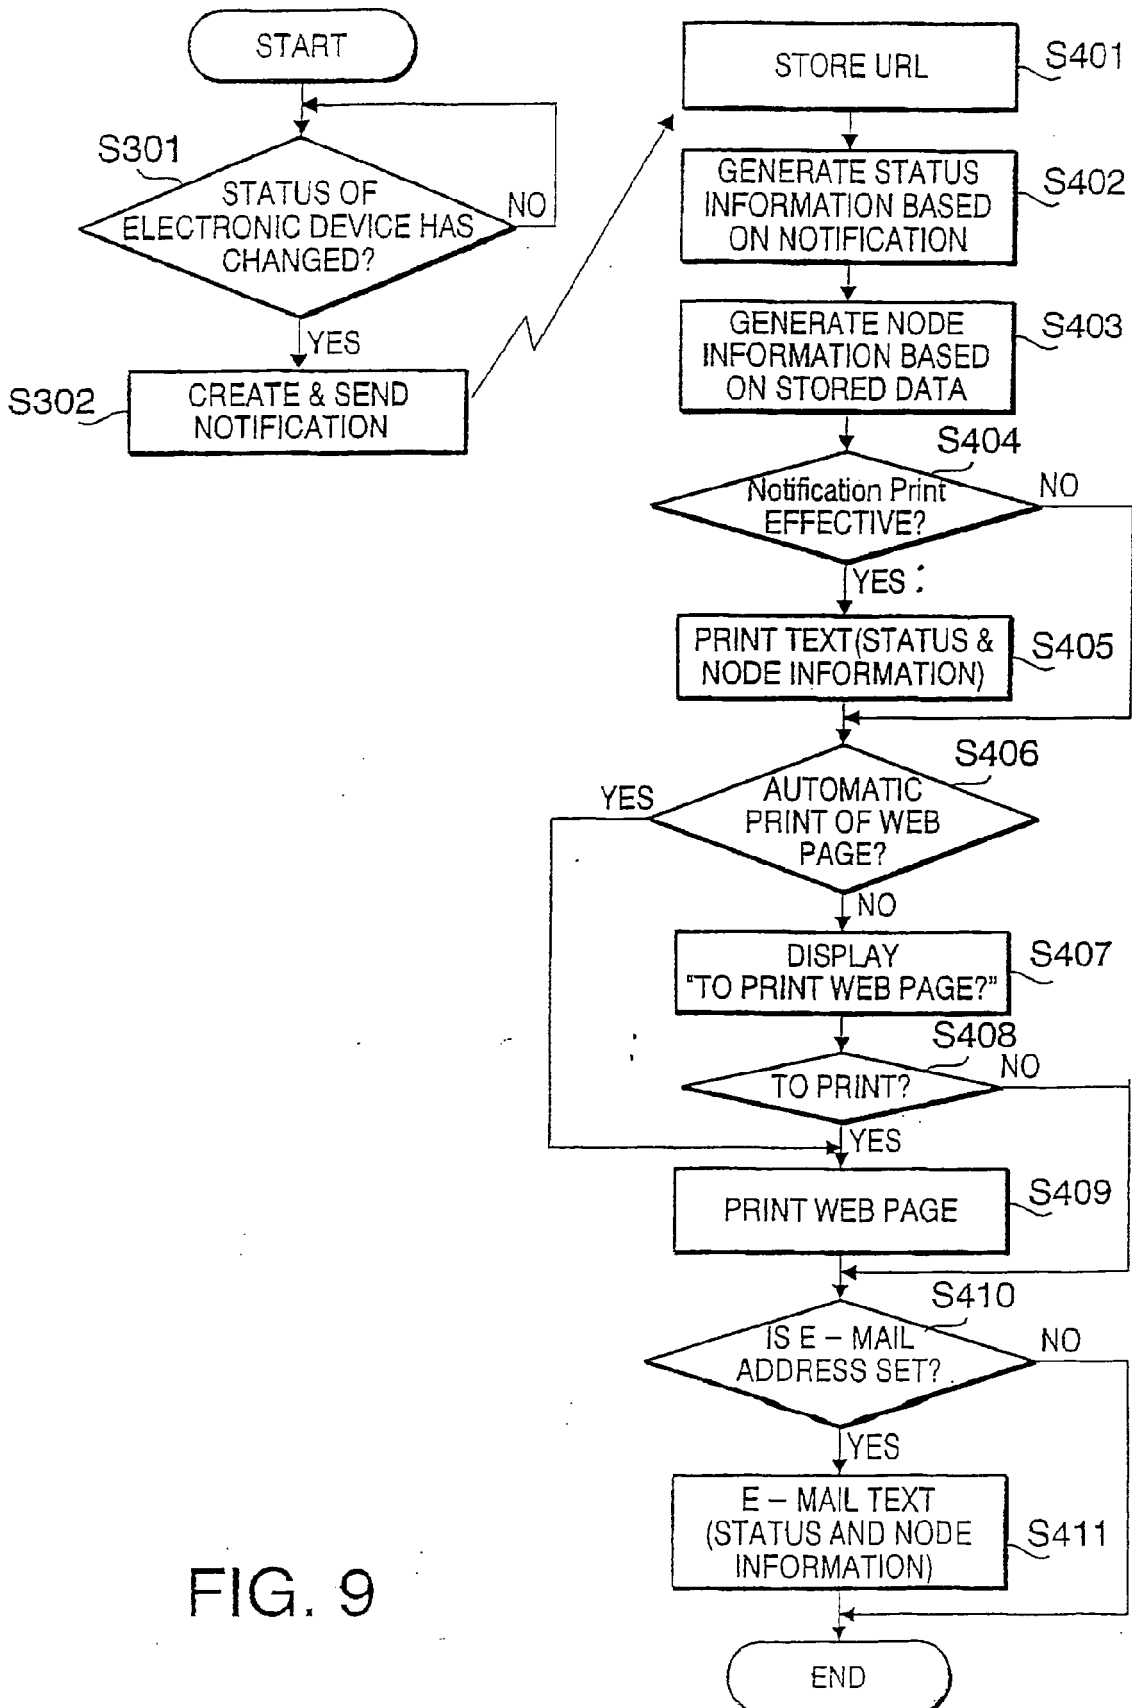 START
S301
STATUS OF
ELECTRONIC DEVICE HAS
CHANGED?
NO
YES
S302
CREATE & SEND
NOTIFICATION
STORE URL
S401
GENERATE STATUS
INFORMATION BASED
ON NOTIFICATION
S402
GENERATE NODE
INFORMATION BASED
ON STORED DATA
S403
S404
Notification Print
EFFECTIVE?
NO
YES
PRINT TEXT(STATUS &
NODE INFORMATION)
S405
S406
AUTOMATIC
PRINT OF WEB
PAGE?
YES
NO
DISPLAY
"TO PRINT WEB PAGE?"
S407
S408
TO PRINT?
NO
YES
PRINT WEB PAGE
S409
S410
IS E – MAIL
ADDRESS SET?
NO
YES
E – MAIL TEXT
(STATUS AND NODE
INFORMATION)
S411
END
FIG. 9